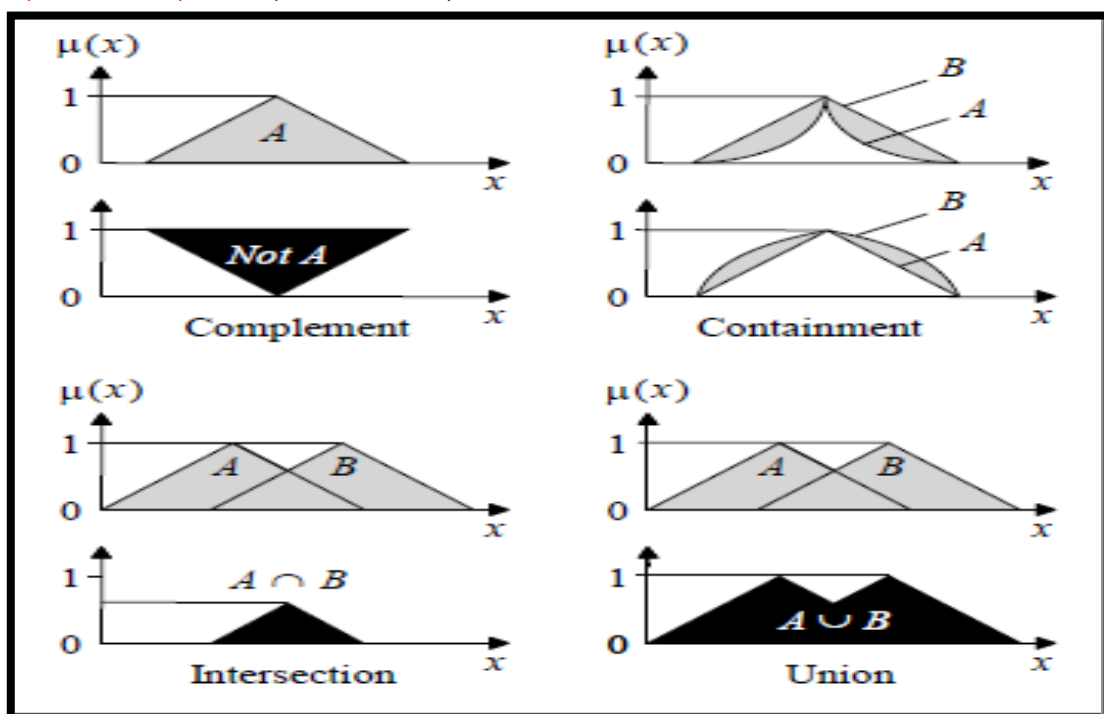 μ(x)
1
A
0
x
1
Not A
0
x
Complement
μ(x)
B
1
A
0
x
B
1
A
0
x
Containment
μ(x)
1
A B
0
x
A ∩ B
1
0
x
Intersection
μ(x)
1
A B
0
x
1
A ∪ B
0
x
Union